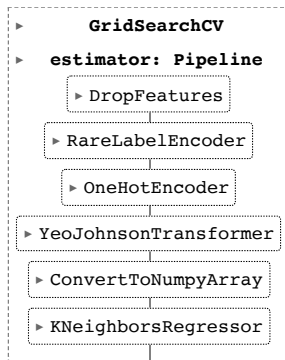 ▸ GridSearchCV
▸ estimator: Pipeline
▸ DropFeatures
▸ RareLabelEncoder
▸ OneHotEncoder
▸ YeoJohnsonTransformer
▸ ConvertToNumpyArray
▸ KNeighborsRegressor